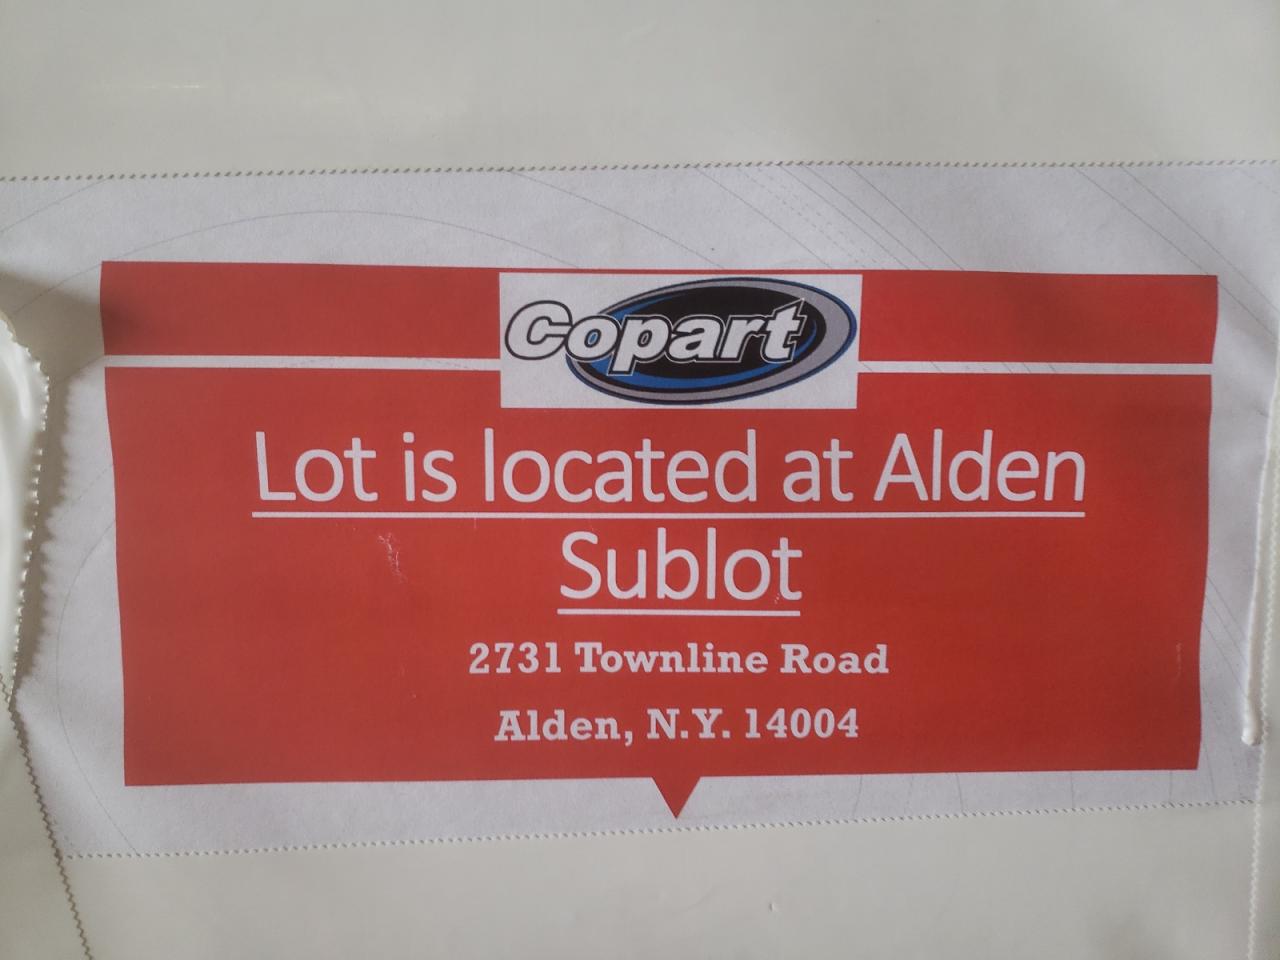 Copart
Lot is located at Alden
Sublot
2731 Townline Road
Alden, N.Y. 14004